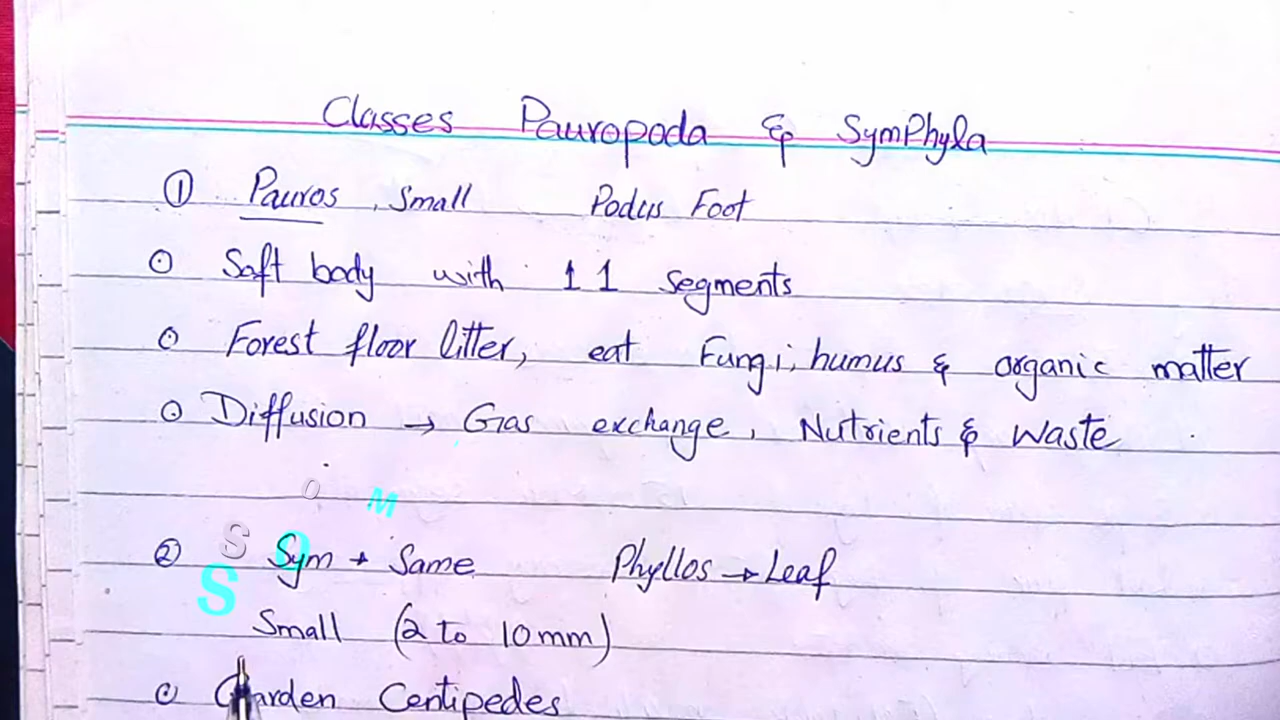 Classes Pauropoda & SymPhyla
① Pauros, Small Podus Foot
Soft body with 11 segments
Forest floor litter, eat Fungi, humus & organic matter
Diffusion → Gas exchange, Nutrients & Waste
O M
S S O
② Sym → Same Phyllos → Leaf
Small (2 to 10mm)
Garden Centipedes